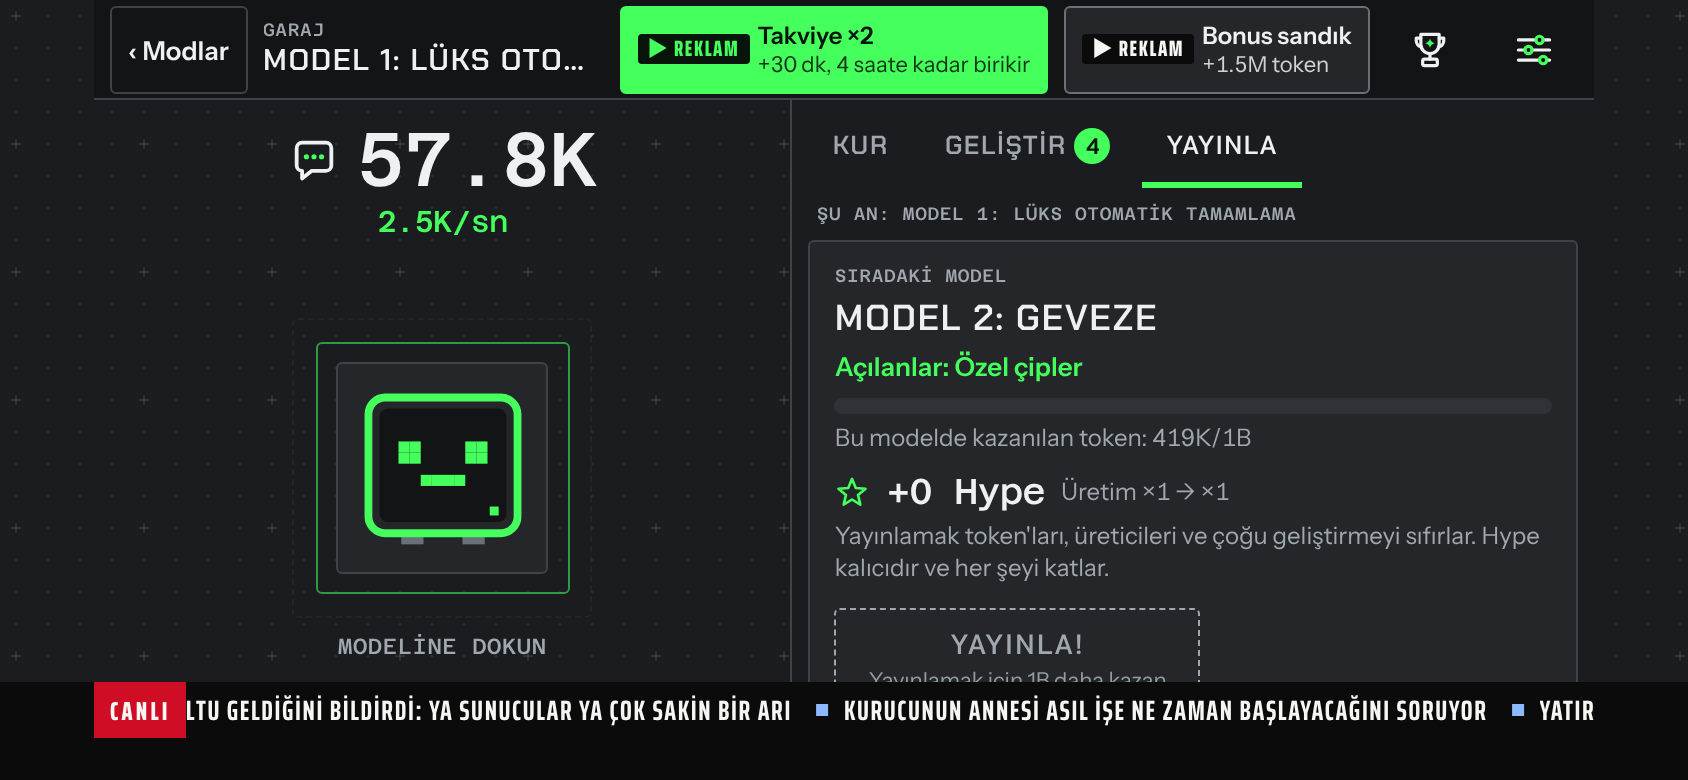 ‹ Modlar
GARAJ
MODEL 1: LÜKS OTO...
REKLAM
Takviye ×2
+30 dk, 4 saate kadar birikir
REKLAM
Bonus sandık
+1.5M token
57.8K
2.5K/sn
MODELİNE DOKUN
KUR
GELİŞTİR 4
YAYINLA
ŞU AN: MODEL 1: LÜKS OTOMATİK TAMAMLAMA
SIRADAKİ MODEL
MODEL 2: GEVEZE
Açılanlar: Özel çipler
Bu modelde kazanılan token: 419K/1B
+0 Hype Üretim ×1 → ×1
Yayınlamak token'ları, üreticileri ve çoğu geliştirmeyi sıfırlar. Hype
kalıcıdır ve her şeyi katlar.
YAYINLA!
Yayınlamak için 1B daha kazan
CANLI
LTU GELDİĞİNİ BİLDİRDİ: YA SUNUCULAR YA ÇOK SAKİN BİR ARI KURUCUNUN ANNESİ ASIL İŞE NE ZAMAN BAŞLAYACAĞINI SORUYOR YATIR